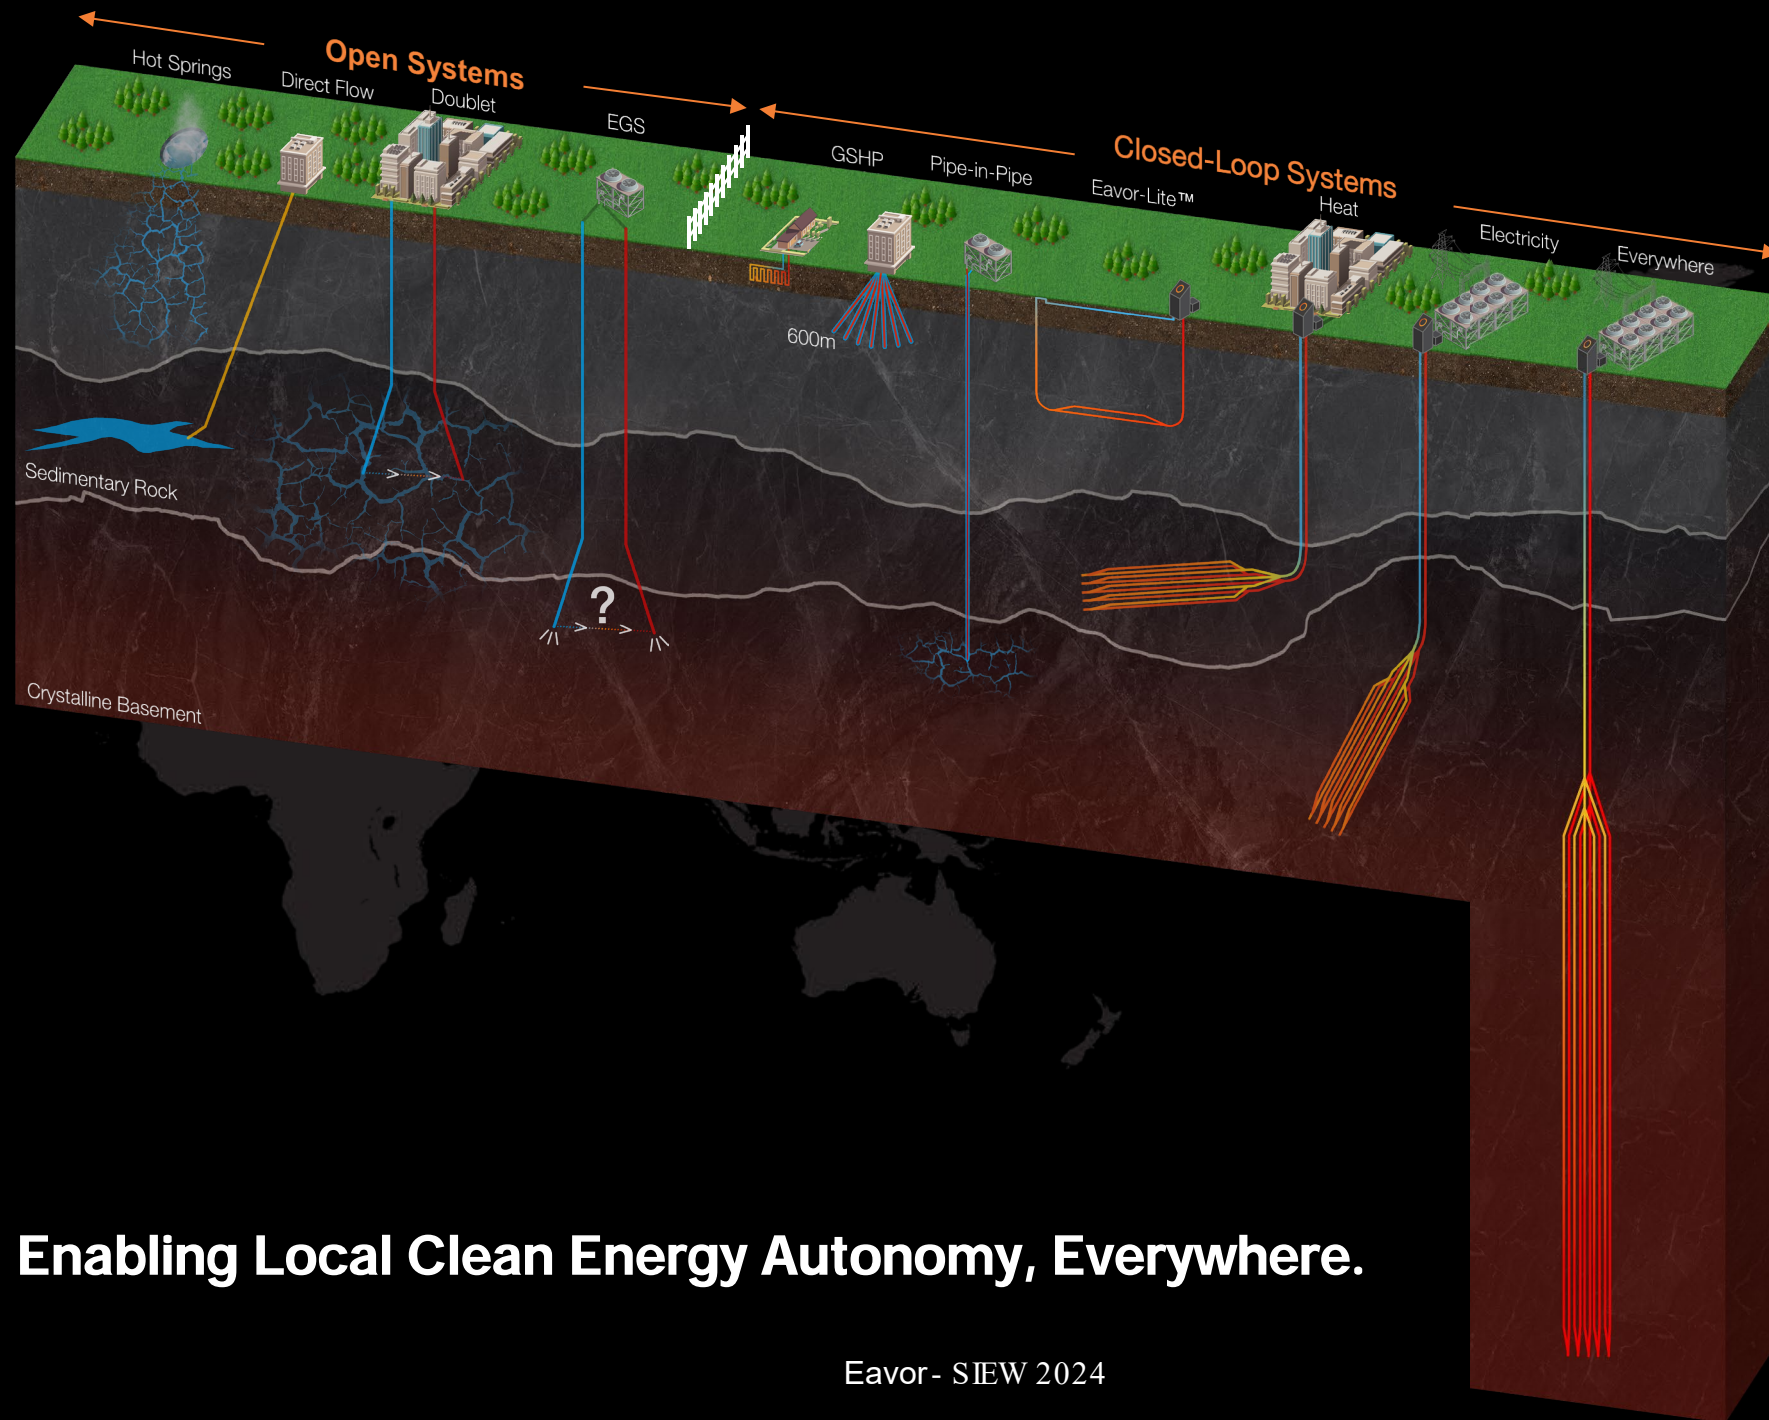 Open Systems
Hot Springs
Direct Flow
Doublet
EGS
Closed-Loop Systems
GSHP
Pipe-in-Pipe
Eavor-Lite™
Heat
Electricity
Everywhere
600m
Sedimentary Rock
?
Crystalline Basement
Enabling Local Clean Energy Autonomy, Everywhere.
Eavor - SIEW 2024